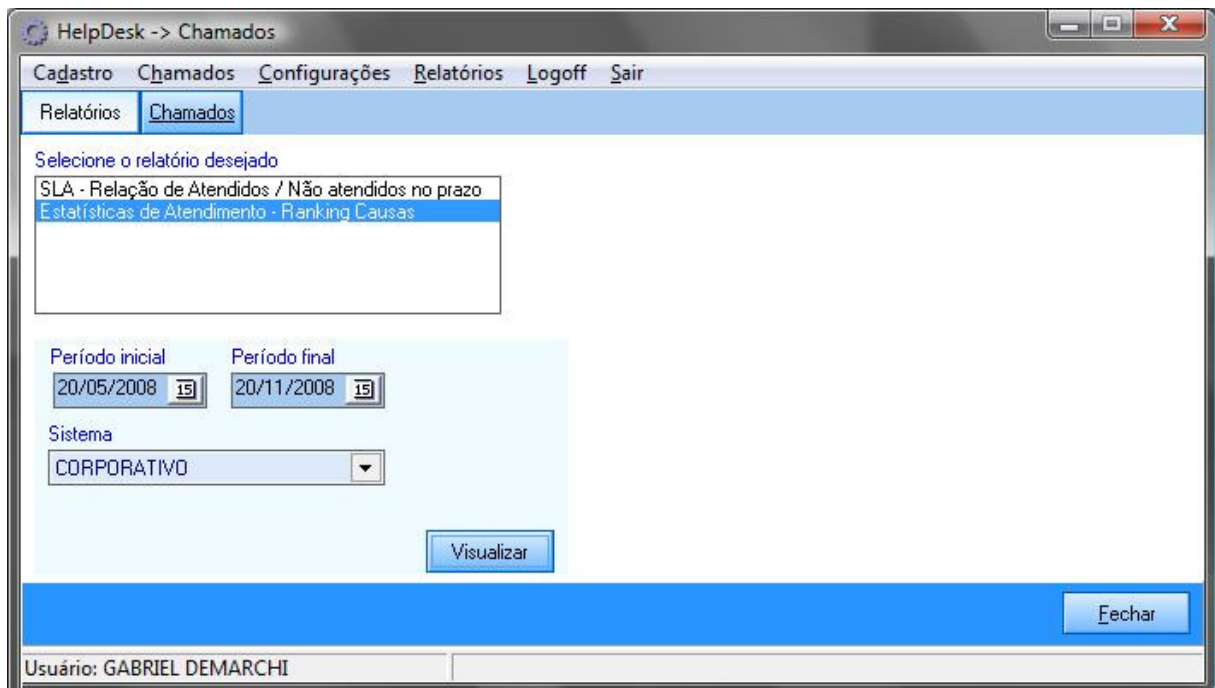 HelpDesk -> Chamados
Cadastro Chamados Configurações Relatórios Logoff Sair
Relatórios Chamados
Selecione o relatório desejado
SLA - Relação de Atendidos / Não atendidos no prazo
Estatísticas de Atendimento - Ranking Causas
Período inicial Período final
20/05/2008 15 20/11/2008 15
Sistema
CORPORATIVO
Visualizar
Fechar
Usuário: GABRIEL DEMARCHI